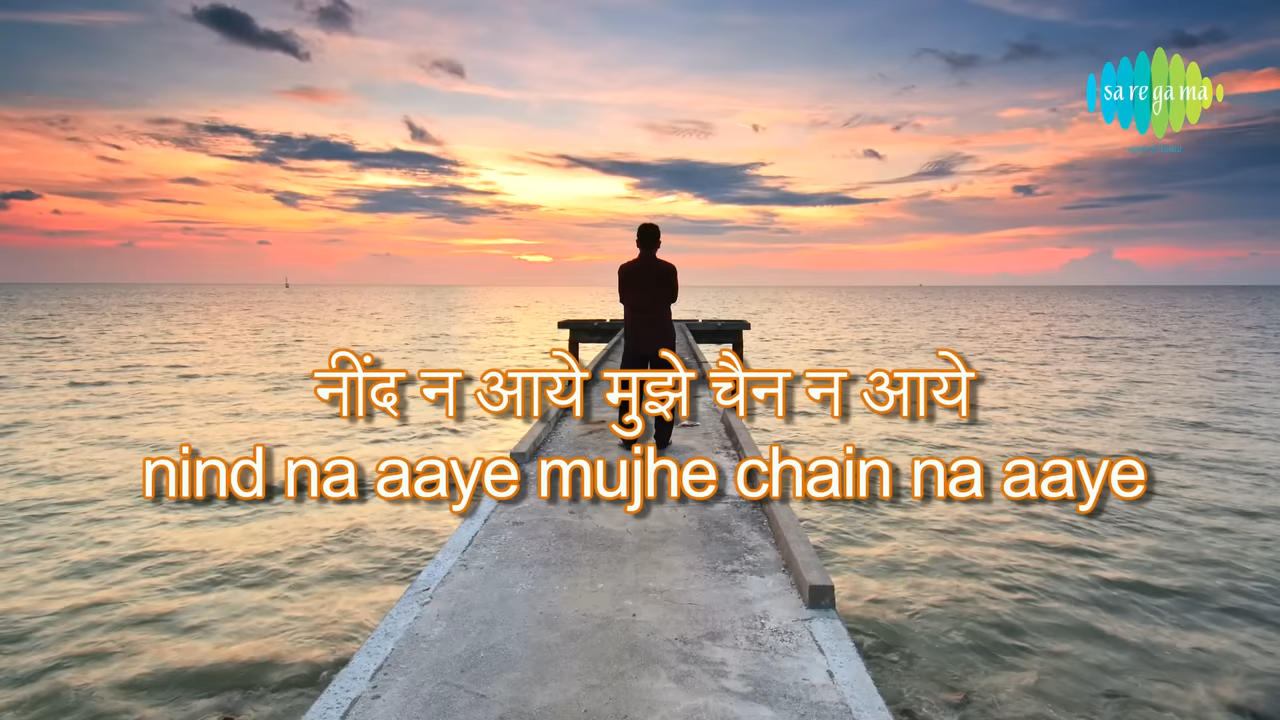 sa re ga ma
नींद न आये मुझे चैन न आये
nind na aaye mujhe chain na aaye